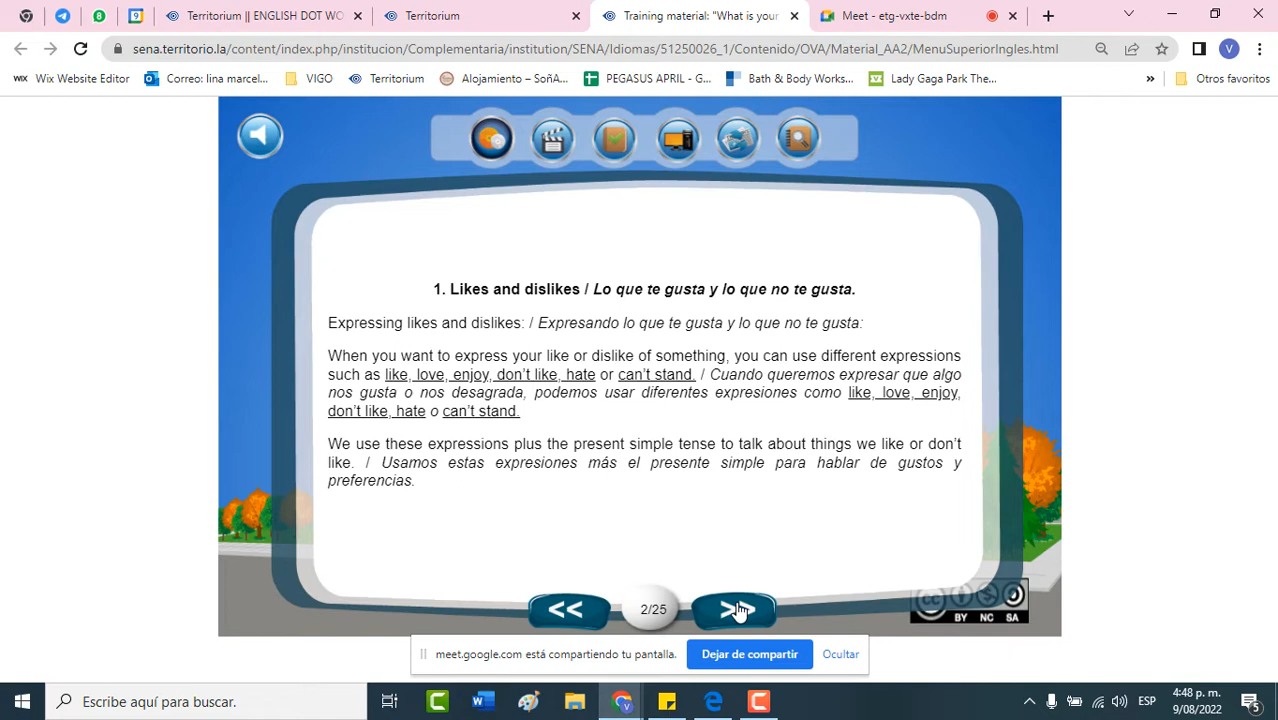 Territorium || ENGLISH DOT WO
Territorium
Training material: "What is your
Meet - etg-vxte-bdm
sena.territorio.la/content/index.php/institucion/Complementaria/institution/SENA/Idiomas/51250026_1/Contenido/OVA/Material_AA2/MenuSuperiorIngles.html
V
WIX Wix Website Editor
Correo: lina marcel...
VIGO
Territorium
Alojamiento – SoñA...
PEGASUS APRIL - G...
Bath & Body Works...
Lady Gaga Park The...
»
Otros favoritos
1. Likes and dislikes / Lo que te gusta y lo que no te gusta.
Expressing likes and dislikes: / Expresando lo que te gusta y lo que no te gusta:
When you want to express your like or dislike of something, you can use different expressions
such as like, love, enjoy, don't like, hate or can't stand. / Cuando queremos expresar que algo
nos gusta o nos desagrada, podemos usar diferentes expresiones como like, love, enjoy,
don't like, hate o can't stand.
We use these expressions plus the present simple tense to talk about things we like or don't
like. / Usamos estas expresiones más el presente simple para hablar de gustos y
preferencias.
<< 2/25 >>
cc BY NC SA
meet.google.com está compartiendo tu pantalla. Dejar de compartir Ocultar
Escribe aquí para buscar.
ESP
4:48 p. m.
9/08/2022
5